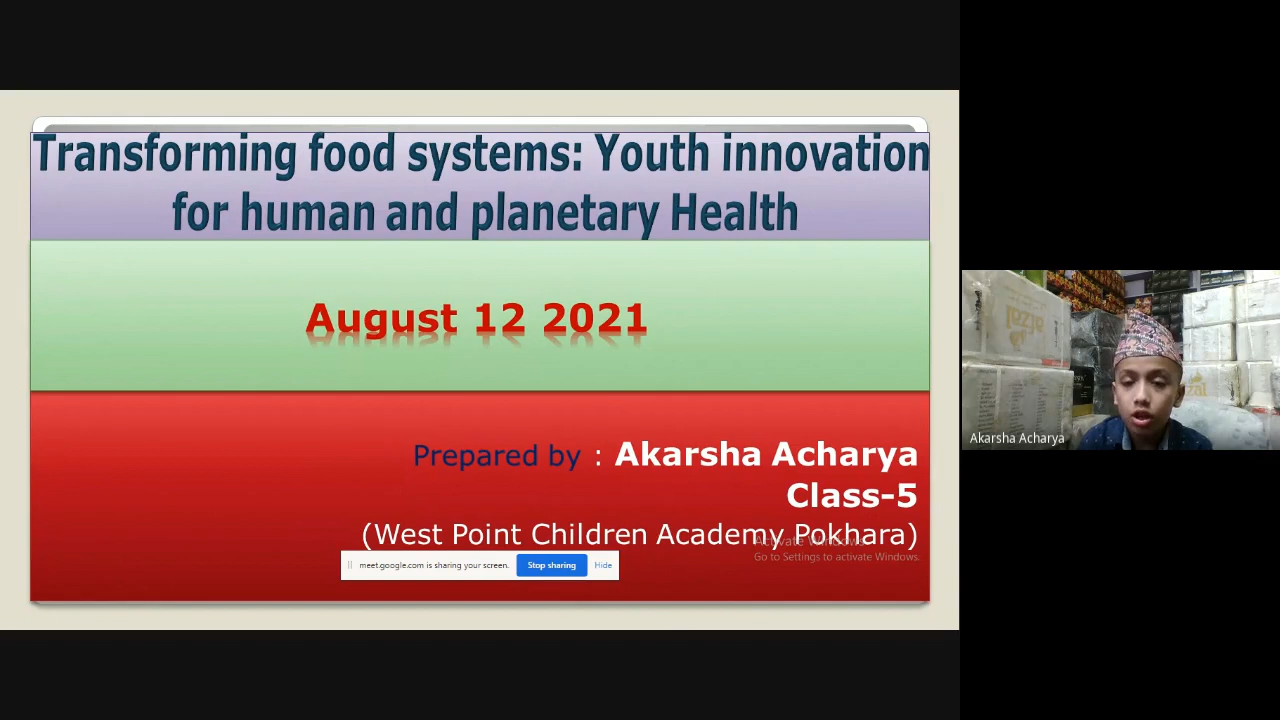 Transforming food systems: Youth innovation
for human and planetary Health
August 12 2021
Prepared by : Akarsha Acharya
Class-5
(West Point Children Academy Pokhara)
Activate Windows
Go to Settings to activate Windows.
meet.google.com is sharing your screen. Stop sharing Hide
Akarsha Acharya